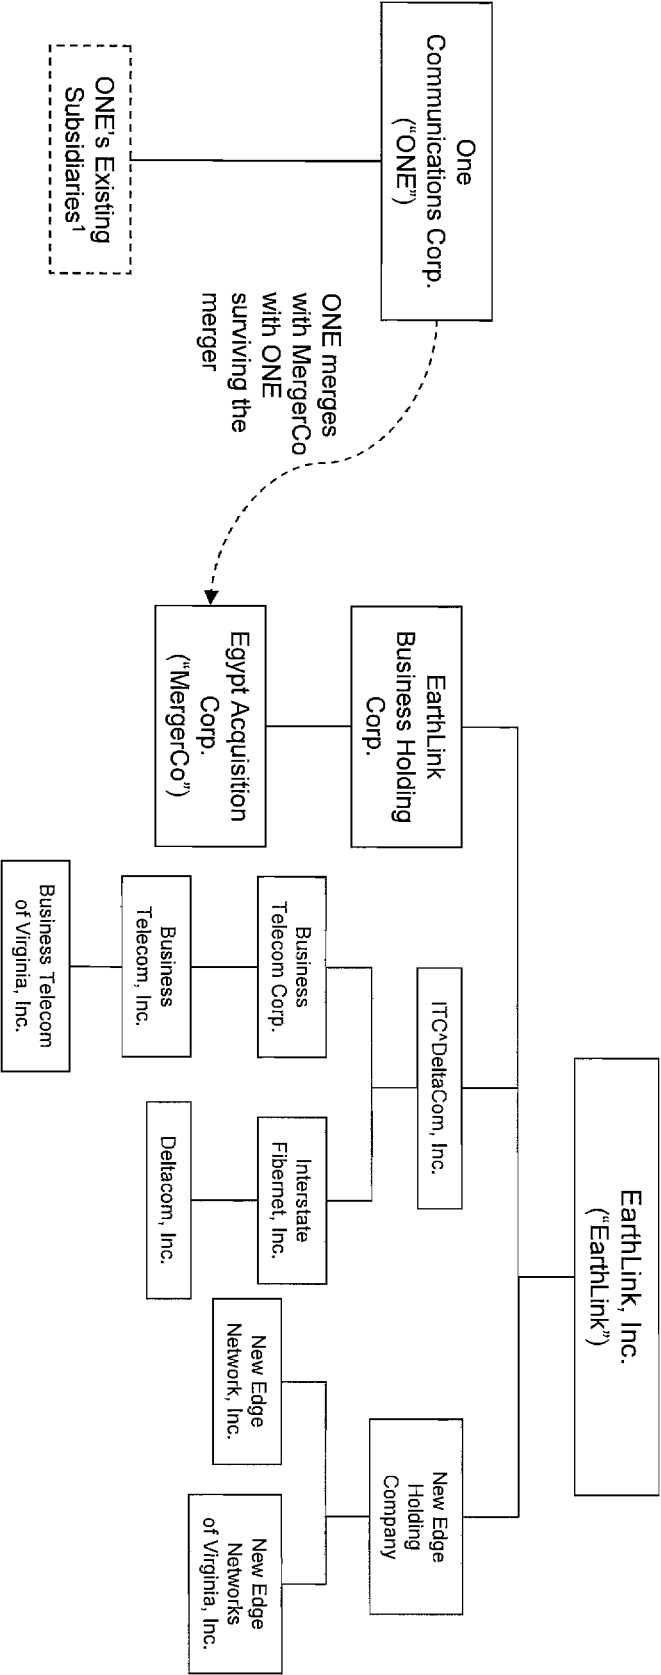 EarthLink, Inc.
(“EarthLink”)
One
Communications Corp.
(“ONE”)
EarthLink
Business Holding
Corp.
ITC^DeltaCom, Inc.
New Edge
Holding
Company
ONE's Existing
Subsidiaries1
ONE merges
with MergerCo
with ONE
surviving the
merger
Egypt Acquisition
Corp.
(“MergerCo”)
Business
Telecom Corp.
Interstate
Fibernet, Inc.
New Edge
Network, Inc.
New Edge
Networks
of Virginia, Inc.
Business
Telecom, Inc.
Deltacom, Inc.
Business Telecom
of Virginia, Inc.